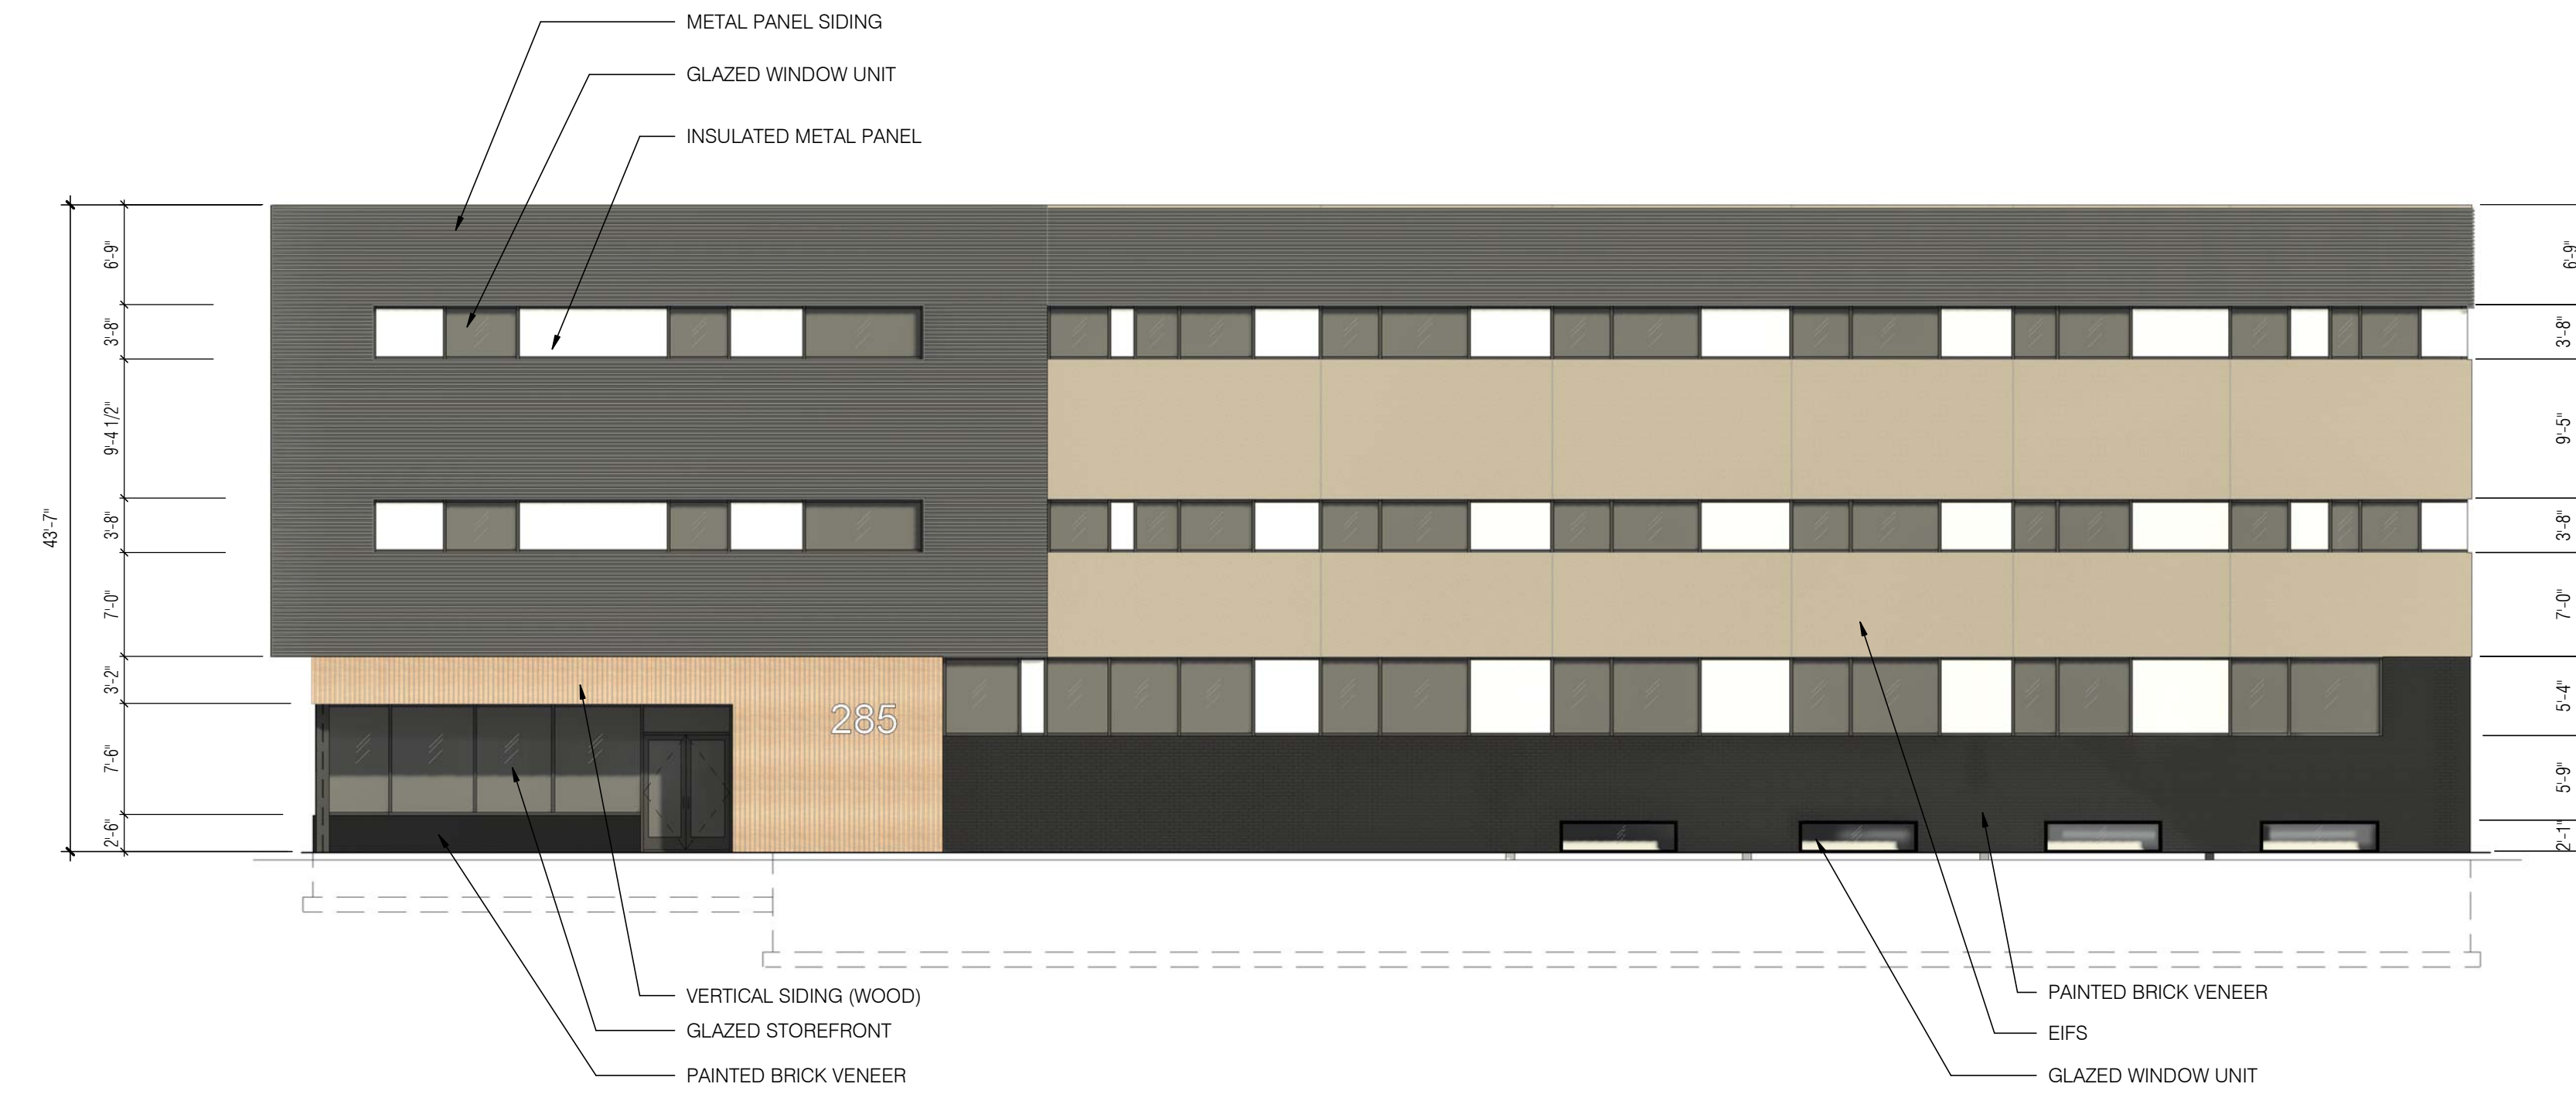 METAL PANEL SIDING
GLAZED WINDOW UNIT
INSULATED METAL PANEL
43'-7"
6'-9"
3'-8"
9'-4 1/2"
3'-8"
7'-0"
3'-2"
7'-6"
2'-6"
285
6'-9"
3'-8"
9'-5"
3'-8"
7'-0"
5'-4"
5'-9"
2'-1"
VERTICAL SIDING (WOOD)
GLAZED STOREFRONT
PAINTED BRICK VENEER
PAINTED BRICK VENEER
EIFS
GLAZED WINDOW UNIT